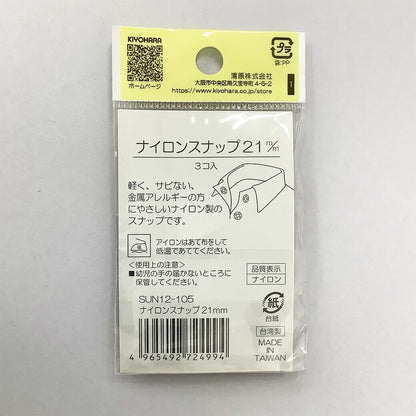 KIYOHARA
ホームページ
清原株式会社
大阪市中央区南久宝寺町4-5-2
https://www.kiyohara.co.jp/store
プラ
袋:PP
ナイロンスナップ21m/m
3コ入
軽く、サビない、
金属アレルギーの方
にやさしいナイロン製の
スナップです。
アイロンはあて布をして
低温であててください。
<使用上の注意>
■幼児の手の届かないところに
保管してください。
品質表示
ナイロン
紙
台紙
SUN12-105
ナイロンスナップ21mm
台湾製
MADE IN
TAIWAN
4 965492 724994